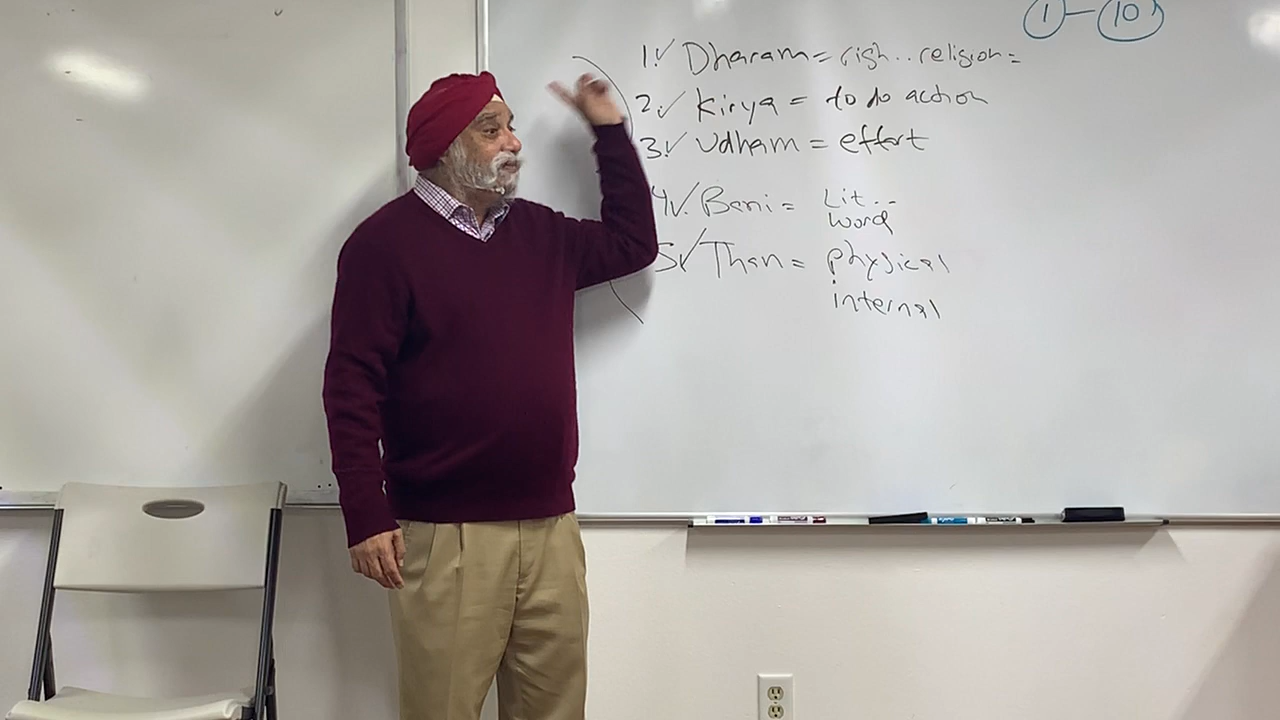 1 – 10
1.✓ Dharam = righ.. religion =
2.✓ Kirya = to do action
3.✓ Udham = effort
4✓. Bani = Lit..
word
5✓ Than = physical
internal